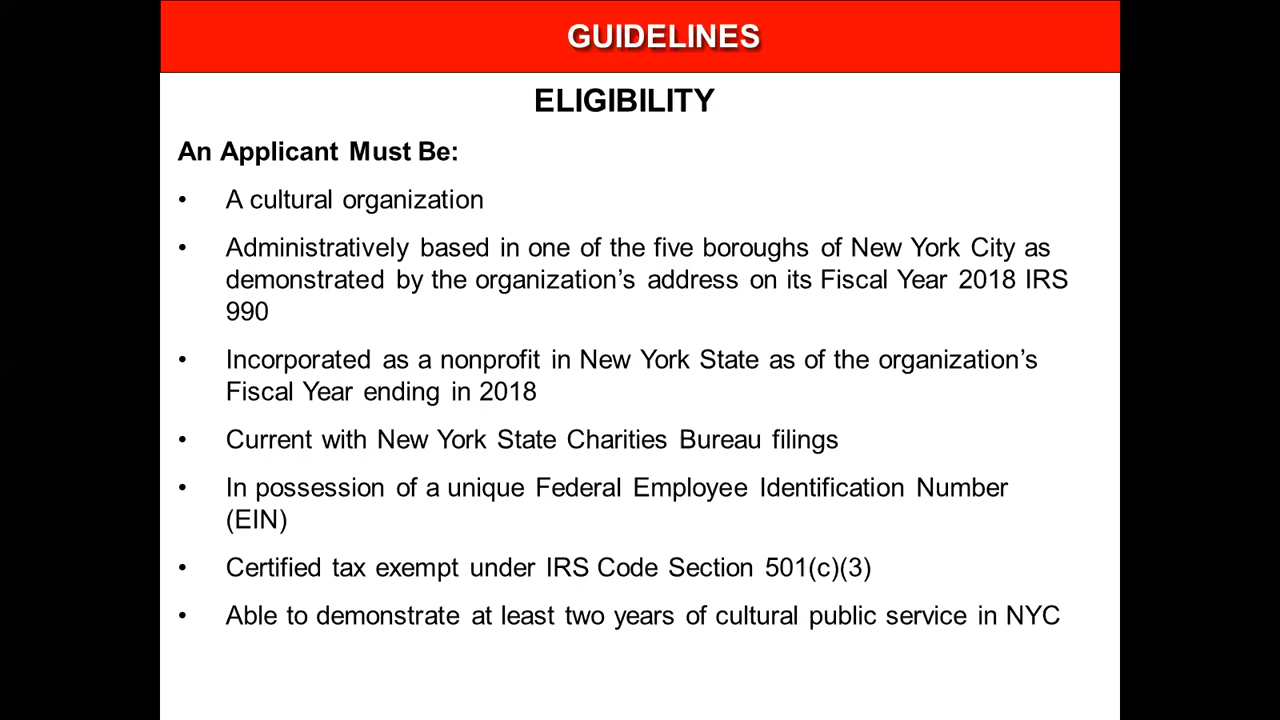 GUIDELINES
ELIGIBILITY
An Applicant Must Be:
• A cultural organization
• Administratively based in one of the five boroughs of New York City as
demonstrated by the organization’s address on its Fiscal Year 2018 IRS
990
• Incorporated as a nonprofit in New York State as of the organization’s
Fiscal Year ending in 2018
• Current with New York State Charities Bureau filings
• In possession of a unique Federal Employee Identification Number
(EIN)
• Certified tax exempt under IRS Code Section 501(c)(3)
• Able to demonstrate at least two years of cultural public service in NYC